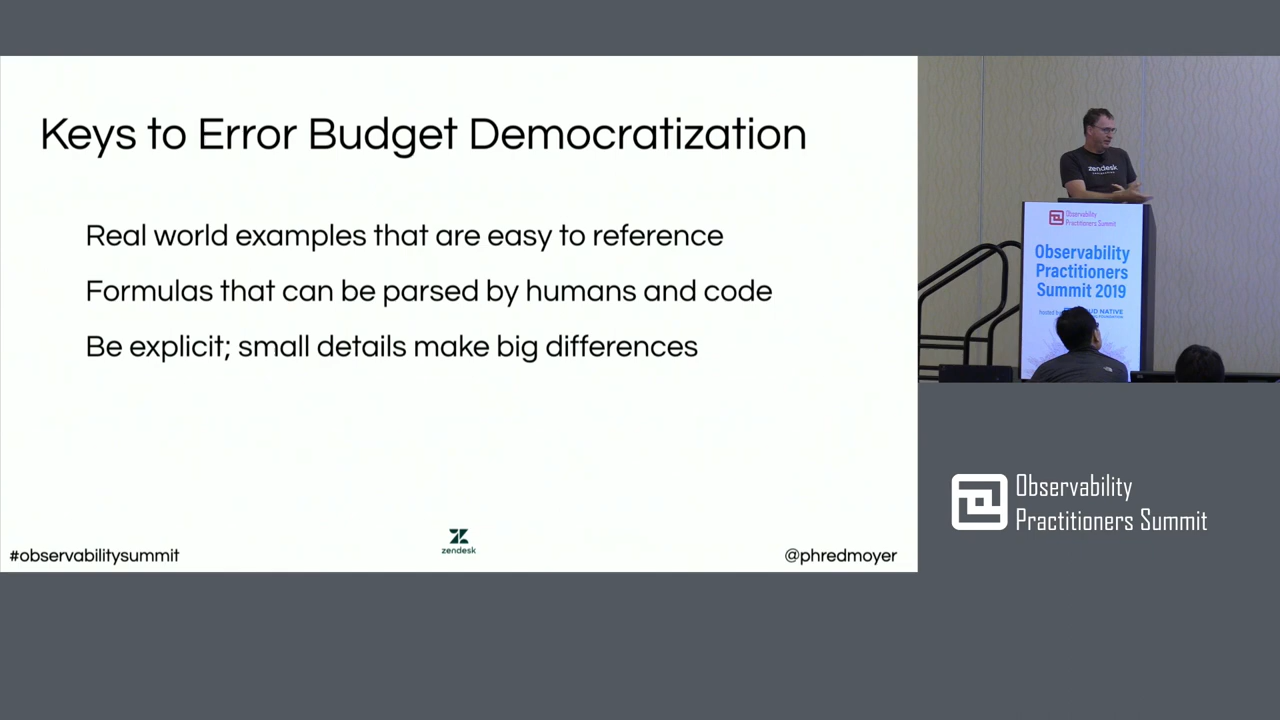 Keys to Error Budget Democratization
Real world examples that are easy to reference
Formulas that can be parsed by humans and code
Be explicit; small details make big differences
#observabilitysummit
zendesk
@phredmoyer
zendesk
Observability
Practitioners Summit
Observability
Practitioners
Summit 2019
hosted
NATIVE
Observability
Practitioners Summit